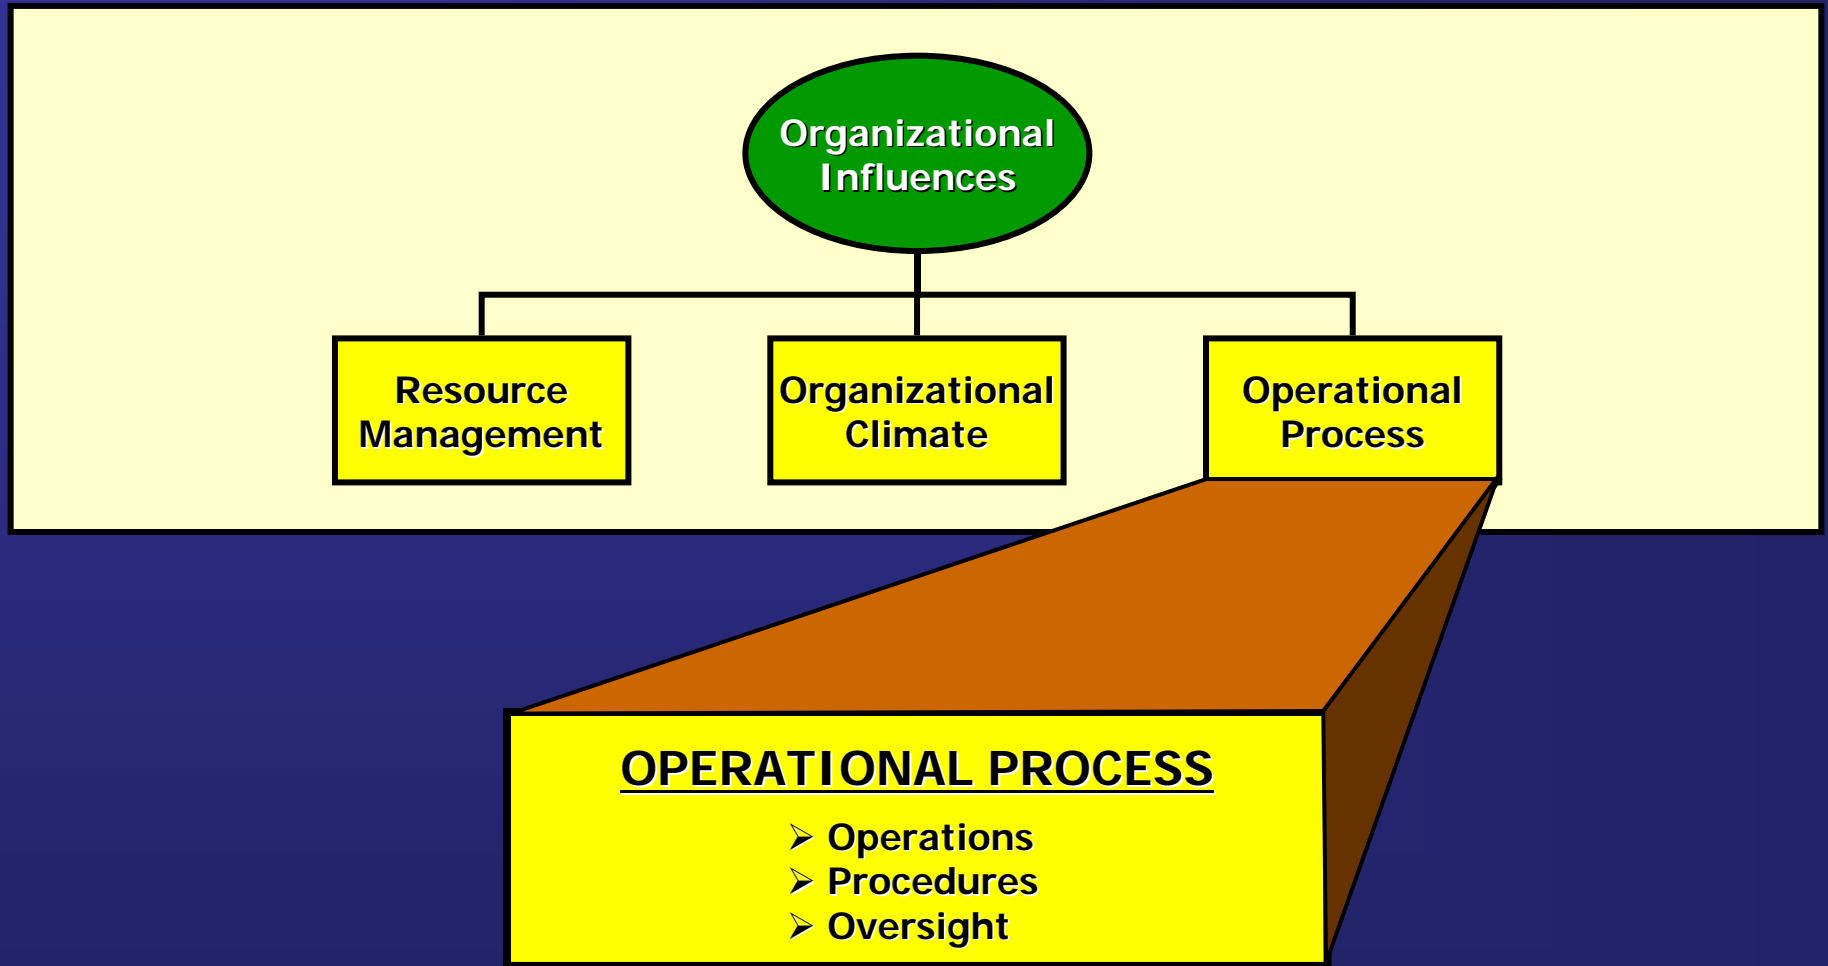 Organizational
Influences
Resource
Management
Organizational
Climate
Operational
Process
OPERATIONAL PROCESS
➢ Operations
➢ Procedures
➢ Oversight